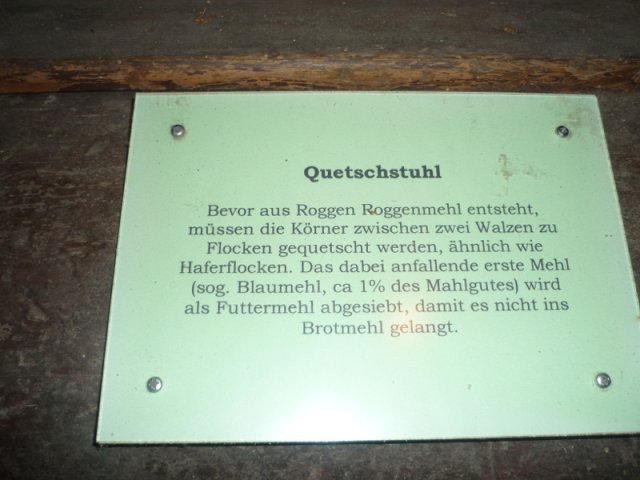 Quetschstuhl
Bevor aus Roggen Roggenmehl entsteht,
müssen die Körner zwischen zwei Walzen zu
Flocken gequetscht werden, ähnlich wie
Haferflocken. Das dabei anfallende erste Mehl
(sog. Blaumehl, ca 1% des Mahlgutes) wird
als Futtermehl abgesiebt, damit es nicht ins
Brotmehl gelangt.